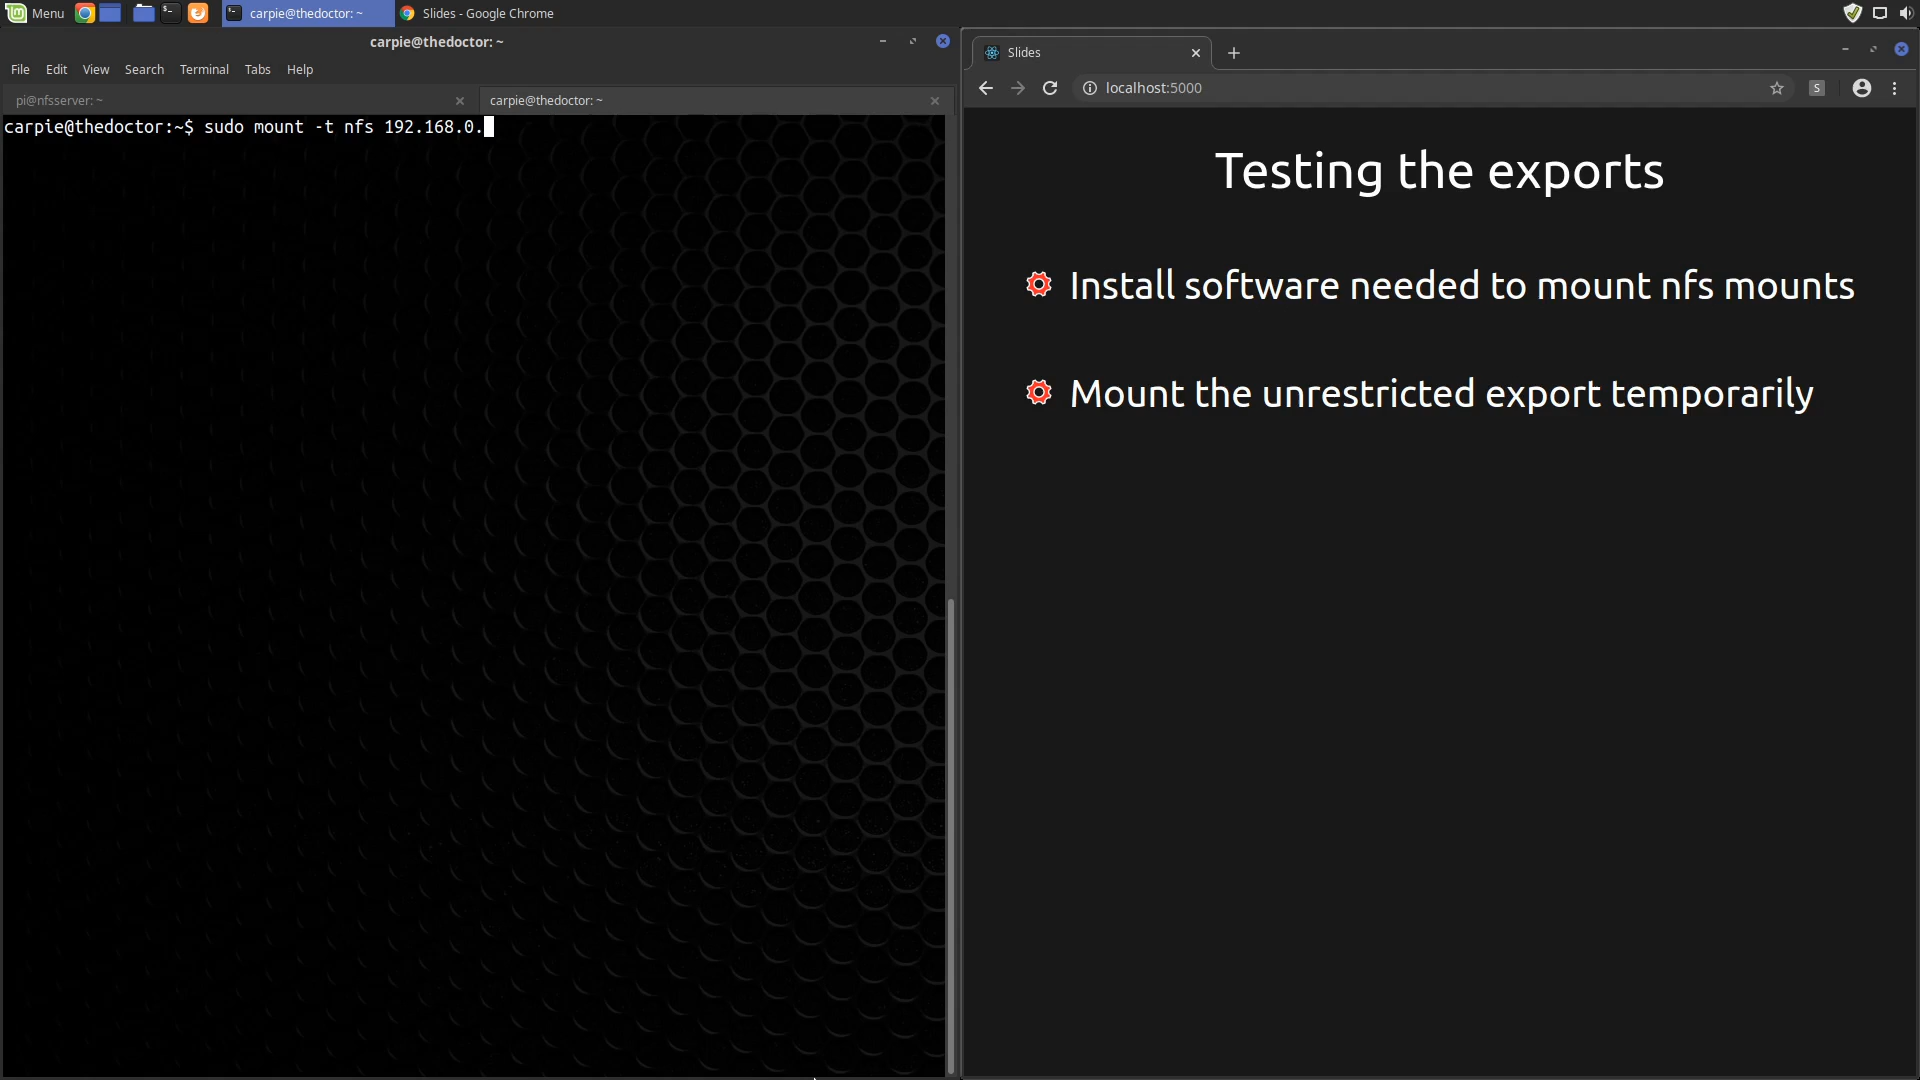 Menu
carpie@thedoctor: ~
Slides - Google Chrome
carpie@thedoctor: ~
File Edit View Search Terminal Tabs Help
pi@nfsserver: ~
carpie@thedoctor: ~
carpie@thedoctor:~$ sudo mount -t nfs 192.168.0.
Slides
localhost:5000
S
Testing the exports
Install software needed to mount nfs mounts
Mount the unrestricted export temporarily